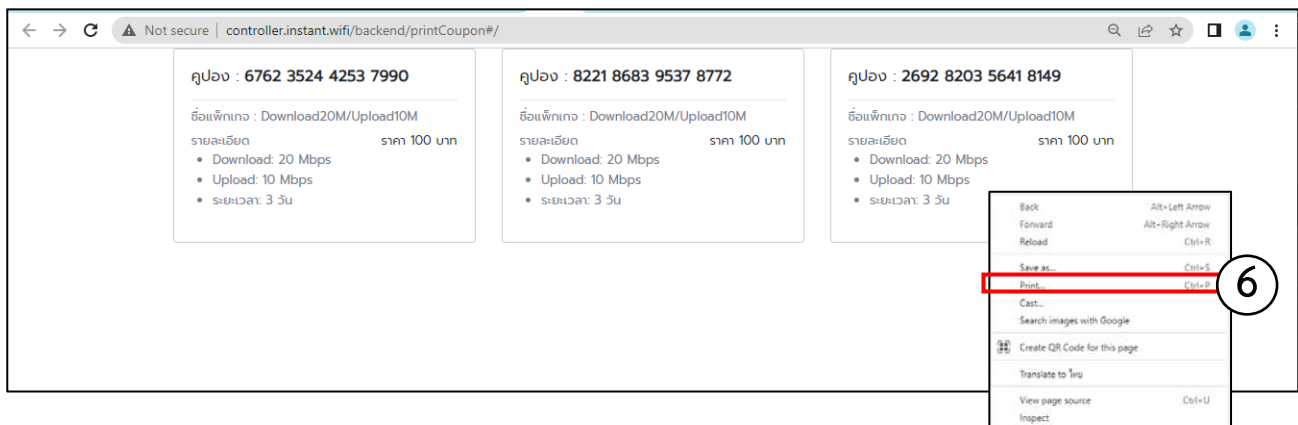 Not secure | controller.instant.wifi/backend/printCoupon#/
คูปอง : 6762 3524 4253 7990
ชื่อแพ็กเกจ : Download20M/Upload10M
รายละเอียด ราคา 100 บาท
• Download: 20 Mbps
• Upload: 10 Mbps
• ระยะเวลา: 3 วัน
คูปอง : 8221 8683 9537 8772
ชื่อแพ็กเกจ : Download20M/Upload10M
รายละเอียด ราคา 100 บาท
• Download: 20 Mbps
• Upload: 10 Mbps
• ระยะเวลา: 3 วัน
คูปอง : 2692 8203 5641 8149
ชื่อแพ็กเกจ : Download20M/Upload10M
รายละเอียด ราคา 100 บาท
• Download: 20 Mbps
• Upload: 10 Mbps
• ระยะเวลา: 3 วัน
Back Alt+Left Arrow
Forward Alt+Right Arrow
Reload Ctrl+R
Save as... Ctrl+S
Print... Ctrl+P
6
Cast...
Search images with Google
Create QR Code for this page
Translate to ไทย
View page source Ctrl+U
Inspect